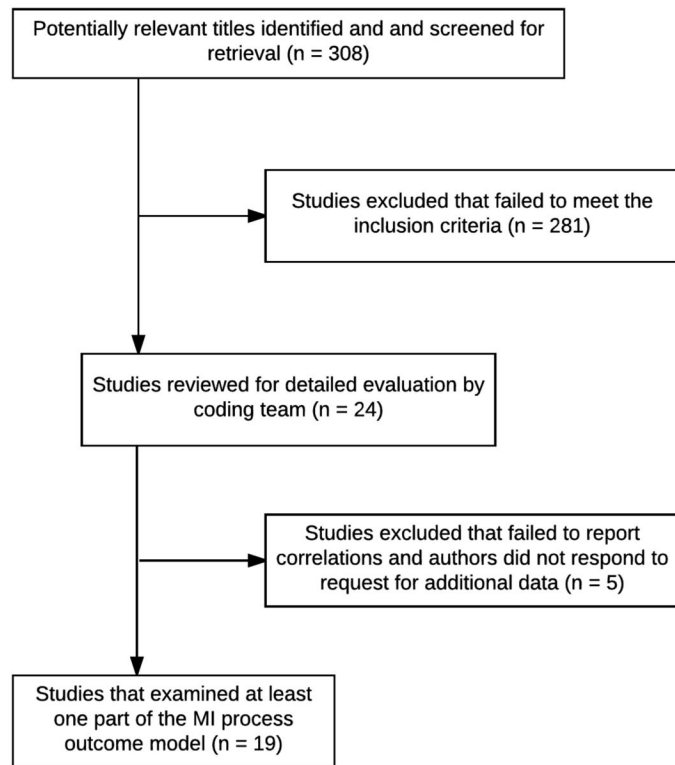 Potentially relevant titles identified and and screened for
retrieval (n = 308)
Studies excluded that failed to meet the
inclusion criteria (n = 281)
Studies reviewed for detailed evaluation by
coding team (n = 24)
Studies excluded that failed to report
correlations and authors did not respond to
request for additional data (n = 5)
Studies that examined at least
one part of the MI process
outcome model (n = 19)